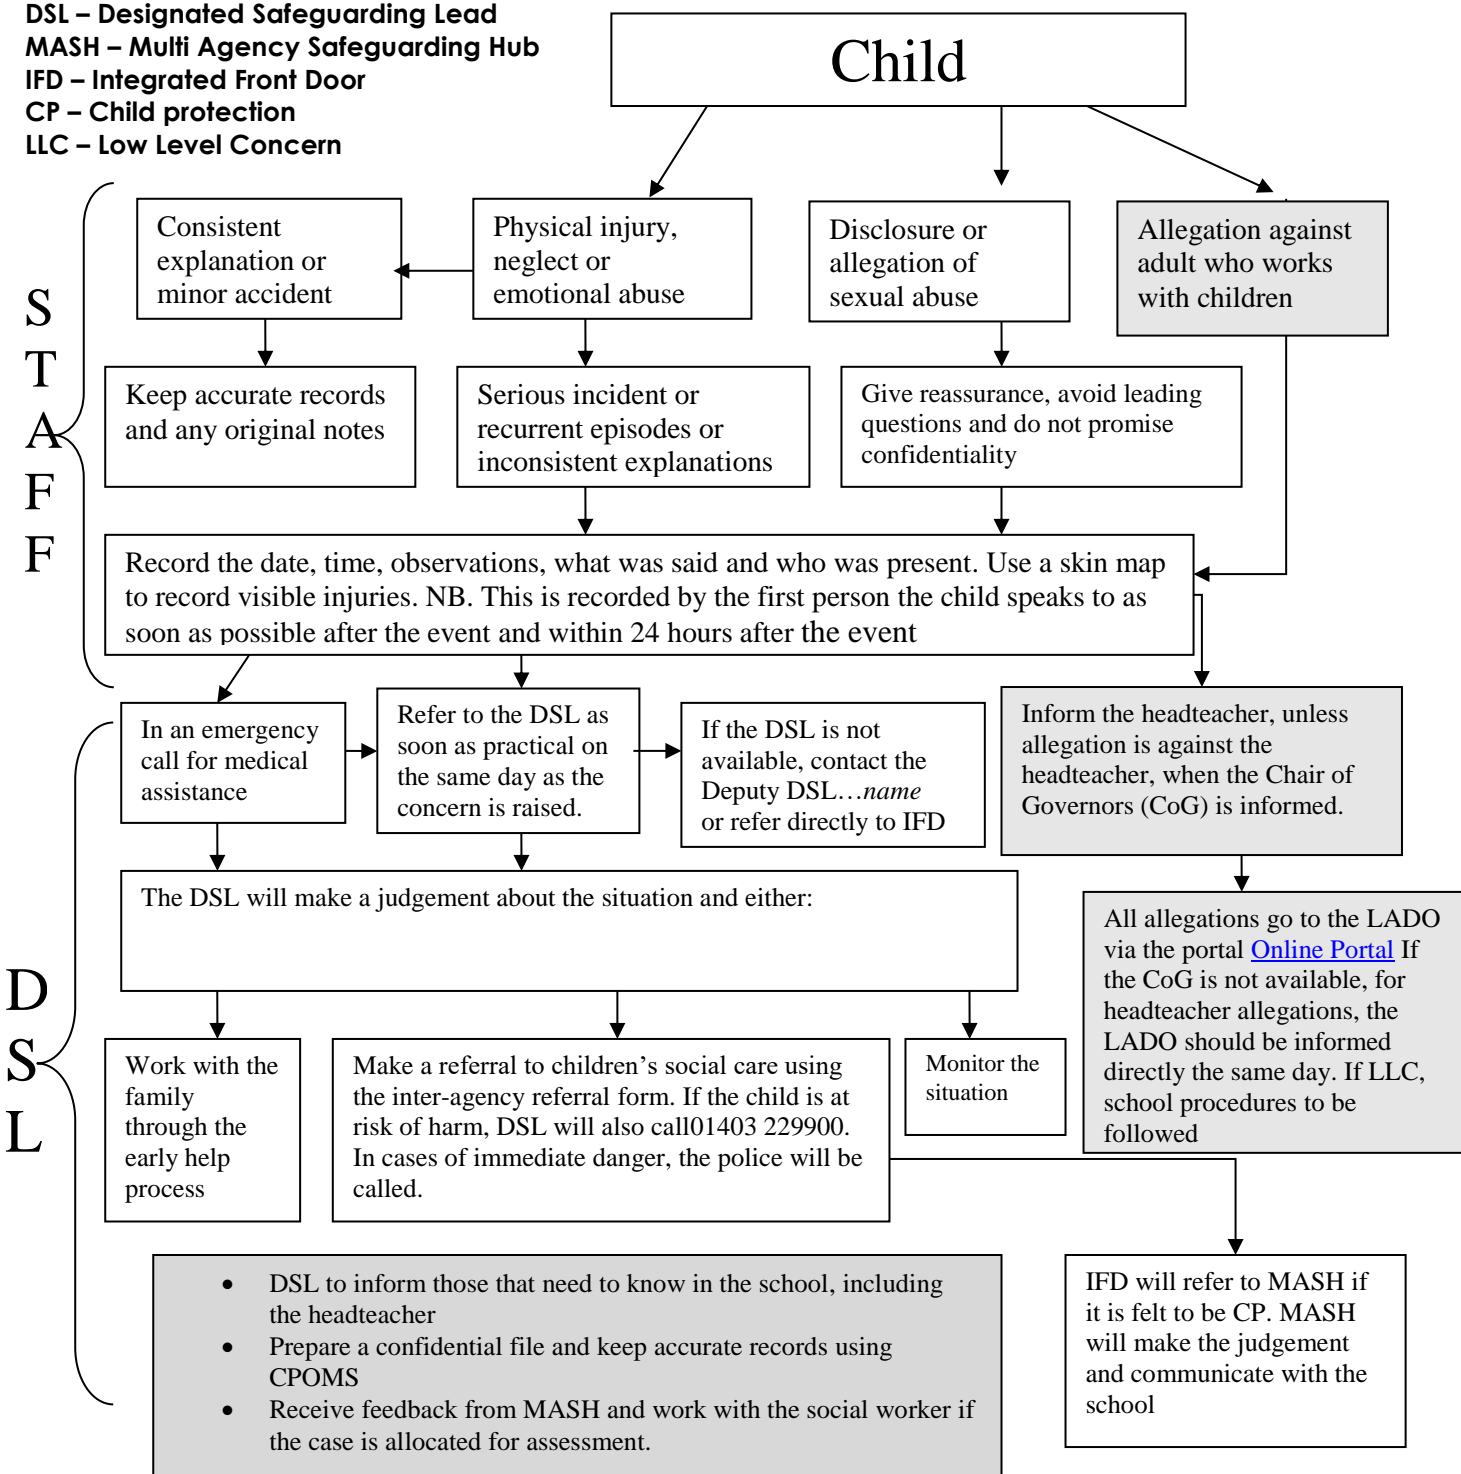 DSL – Designated Safeguarding Lead
MASH – Multi Agency Safeguarding Hub
IFD – Integrated Front Door
CP – Child protection
LLC – Low Level Concern
Child
S
T
A
F
F
Consistent
explanation or
minor accident
Physical injury,
neglect or
emotional abuse
Disclosure or
allegation of
sexual abuse
Allegation against
adult who works
with children
Keep accurate records
and any original notes
Serious incident or
recurrent episodes or
inconsistent explanations
Give reassurance, avoid leading
questions and do not promise
confidentiality
Record the date, time, observations, what was said and who was present. Use a skin map
to record visible injuries. NB. This is recorded by the first person the child speaks to as
soon as possible after the event and within 24 hours after the event
D
S
L
In an emergency
call for medical
assistance
Refer to the DSL as
soon as practical on
the same day as the
concern is raised.
If the DSL is not
available, contact the
Deputy DSL…name
or refer directly to IFD
Inform the headteacher, unless
allegation is against the
headteacher, when the Chair of
Governors (CoG) is informed.
The DSL will make a judgement about the situation and either:
All allegations go to the LADO
via the portal Online Portal If
the CoG is not available, for
headteacher allegations, the
LADO should be informed
directly the same day. If LLC,
school procedures to be
followed
Work with the
family
through the
early help
process
Make a referral to children’s social care using
the inter-agency referral form. If the child is at
risk of harm, DSL will also call01403 229900.
In cases of immediate danger, the police will be
called.
Monitor the
situation
• DSL to inform those that need to know in the school, including
the headteacher
• Prepare a confidential file and keep accurate records using
CPOMS
• Receive feedback from MASH and work with the social worker if
the case is allocated for assessment.
IFD will refer to MASH if
it is felt to be CP. MASH
will make the judgement
and communicate with the
school